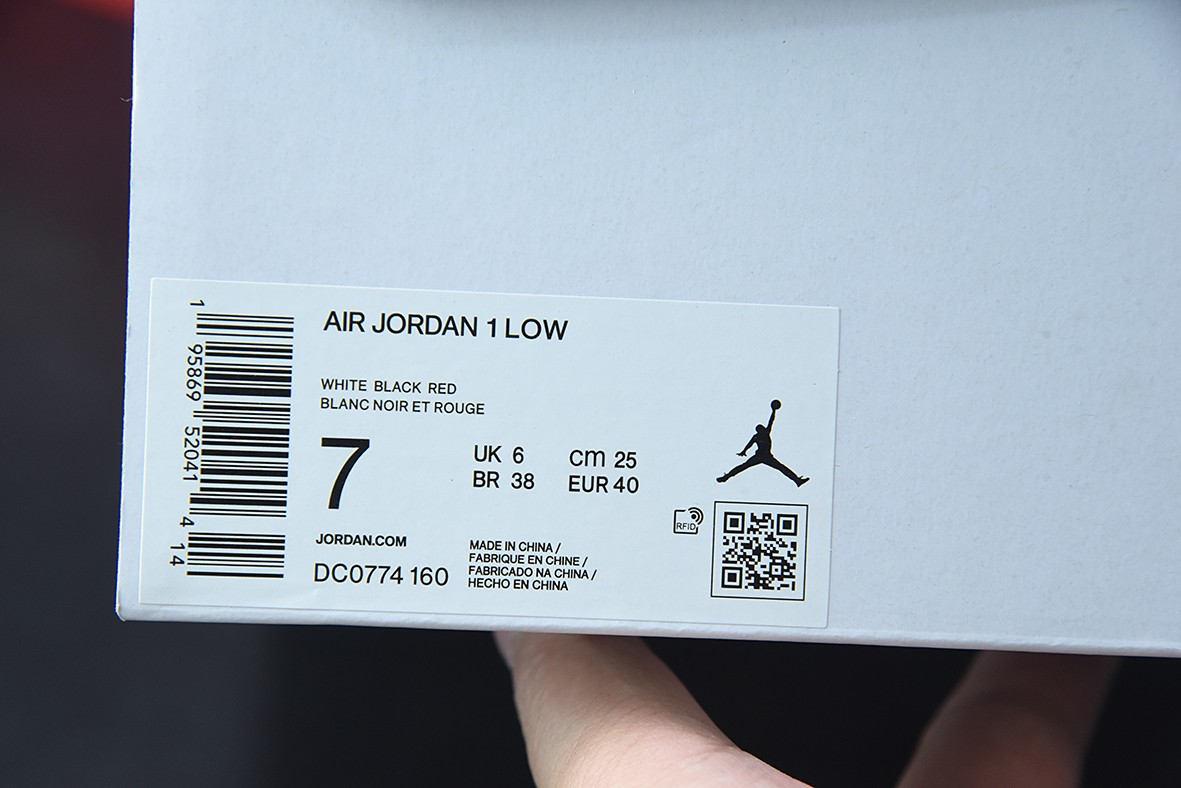 AIR JORDAN 1 LOW
WHITE BLACK RED
BLANC NOIR ET ROUGE
7
UK 6
cm 25
BR 38
EUR 40
JORDAN.COM
DC0774 160
MADE IN CHINA /
FABRIQUE EN CHINE /
FABRICADO NA CHINA /
HECHO EN CHINA
RFID
1 95869 52041 4 14